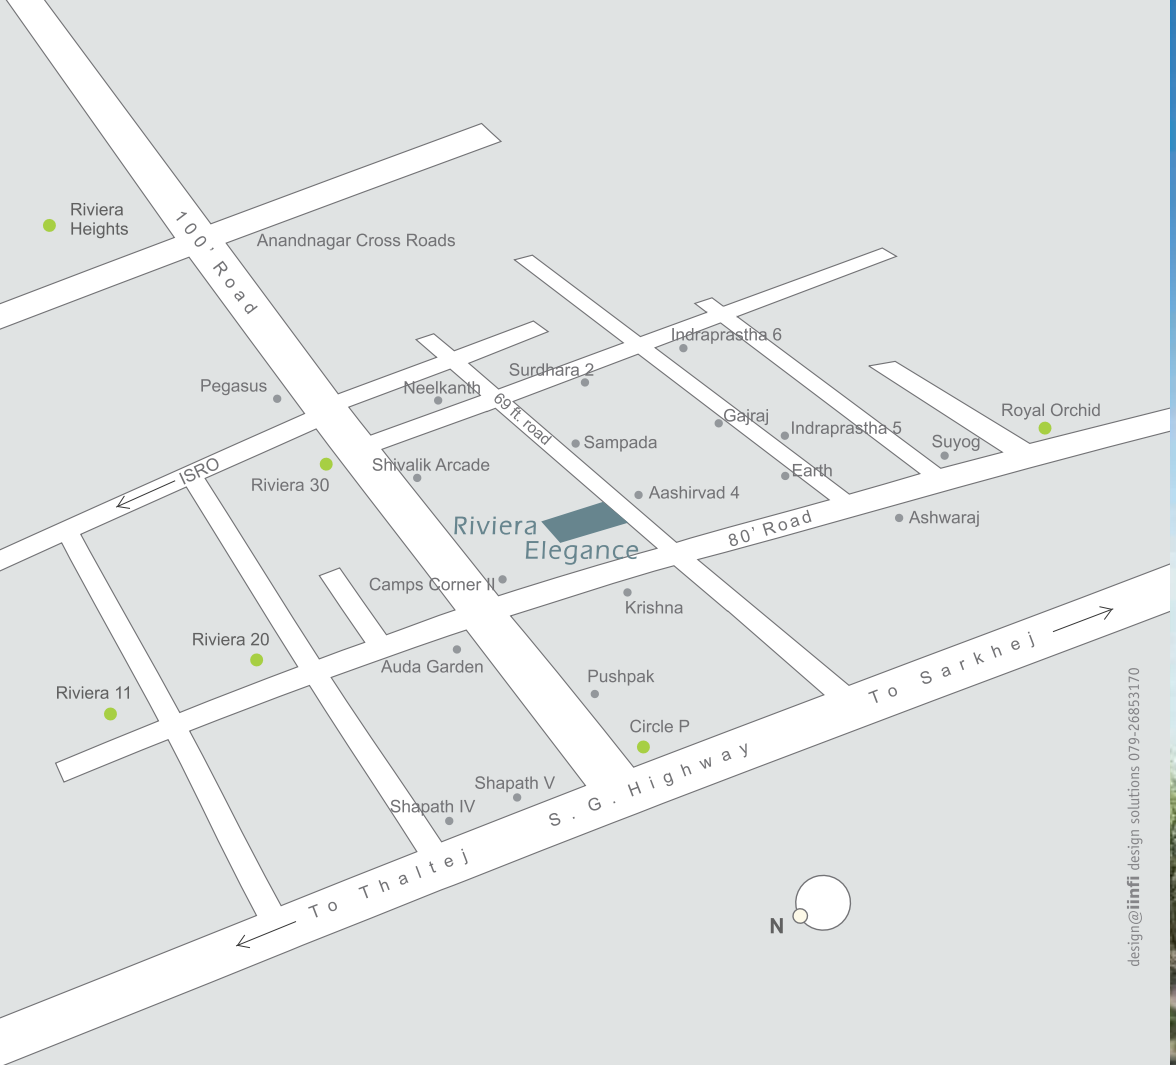 Riviera
Heights
100' Road
Anandnagar Cross Roads
Indraprastha 6
Surdhara 2
Pegasus
Neelkanth
69 ft. road
Royal Orchid
Gajraj
Indraprastha 5
Suyog
Sampada
Shivalik Arcade
ISRO
Riviera 30
Earth
Aashirvad 4
Riviera
Elegance
80' Road
Ashwaraj
Camps Corner II
Krishna
Riviera 20
Auda Garden
To Sarkhej
Pushpak
Riviera 11
Circle P
S. G. Highway
Shapath V
Shapath IV
To Thaltej
N
design@iinfi design solutions 079-26853170